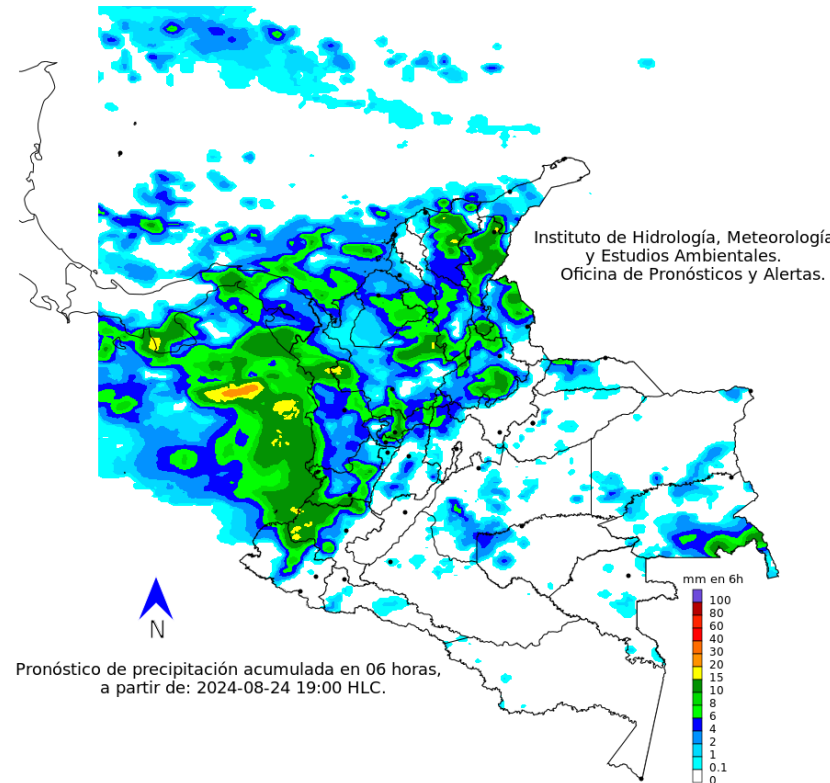 Instituto de Hidrología, Meteorología
y Estudios Ambientales.
Oficina de Pronósticos y Alertas.
mm en 6h
100
80
60
40
30
20
15
10
8
6
4
2
1
0.1
0
N
Pronóstico de precipitación acumulada en 06 horas,
a partir de: 2024-08-24 19:00 HLC.